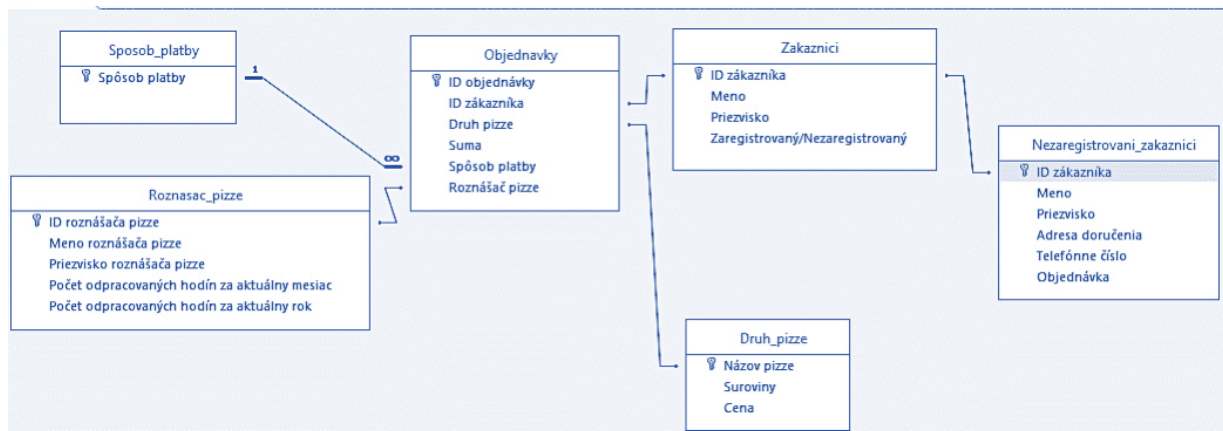 Sposob_platby
Spôsob platby
1
∞
Objednavky
ID objednávky
ID zákazníka
Druh pizze
Suma
Spôsob platby
Roznášač pizze
Zakaznici
ID zákazníka
Meno
Priezvisko
Zaregistrovaný/Nezaregistrovaný
Nezaregistrovani_zakaznici
ID zákazníka
Meno
Priezvisko
Adresa doručenia
Telefónne číslo
Objednávka
Roznasac_pizze
ID roznášača pizze
Meno roznášača pizze
Priezvisko roznášača pizze
Počet odpracovaných hodín za aktuálny mesiac
Počet odpracovaných hodín za aktuálny rok
Druh_pizze
Názov pizze
Suroviny
Cena